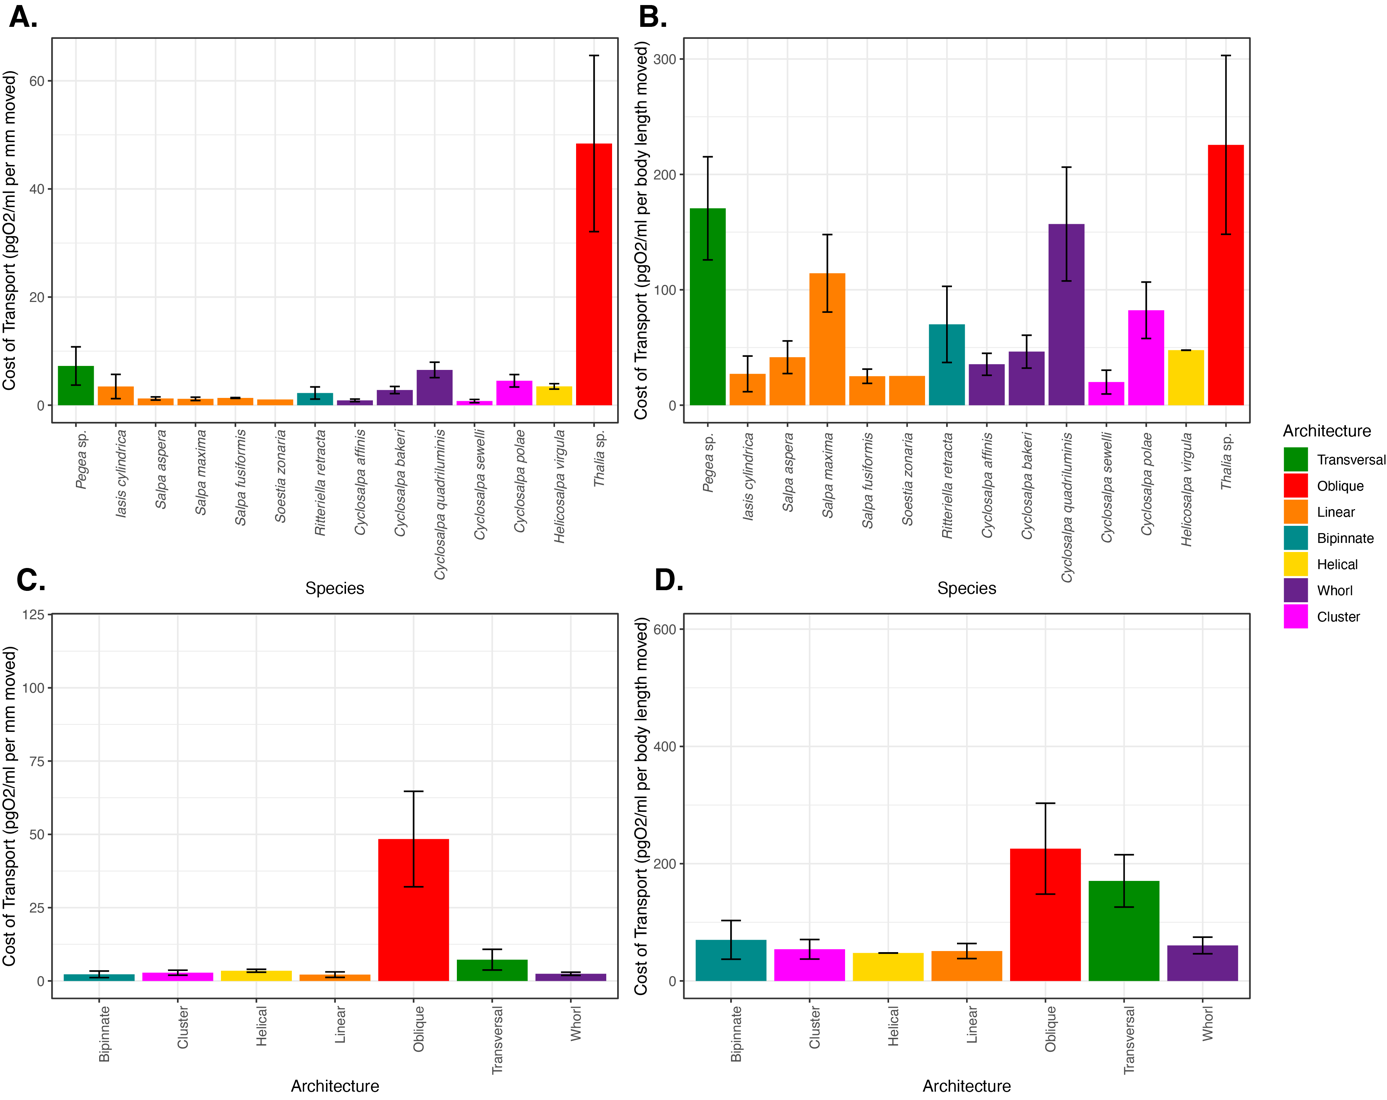 A.
Cost of Transport (pgO2/ml per mm moved)
60
40
20
0
Pegea sp.
Iasis cylindrica
Salpa aspera
Salpa maxima
Salpa fusiformis
Soestia zonaria
Ritteriella retracta
Cyclosalpa affinis
Cyclosalpa bakeri
Cyclosalpa quadriluminis
Cyclosalpa sewelli
Cyclosalpa polae
Helicosalpa virgula
Thalia sp.
Species
B.
Cost of Transport (pgO2/ml per body length moved)
300
200
100
0
Pegea sp.
Iasis cylindrica
Salpa aspera
Salpa maxima
Salpa fusiformis
Soestia zonaria
Ritteriella retracta
Cyclosalpa affinis
Cyclosalpa bakeri
Cyclosalpa quadriluminis
Cyclosalpa sewelli
Cyclosalpa polae
Helicosalpa virgula
Thalia sp.
Species
Architecture
Transversal
Oblique
Linear
Bipinnate
Helical
Whorl
Cluster
C.
Cost of Transport (pgO2/ml per mm moved)
125
100
75
50
25
0
Bipinnate
Cluster
Helical
Linear
Oblique
Transversal
Whorl
Architecture
D.
Cost of Transport (pgO2/ml per body length moved)
600
400
200
0
Bipinnate
Cluster
Helical
Linear
Oblique
Transversal
Whorl
Architecture